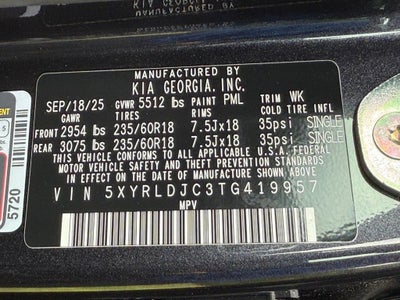 MANUFACTURED BY
KIA GEORGIA, INC.
SEP/18/25 GVWR 5512 lbs PAINT PML TRIM WK
GAWR TIRES RIMS COLD TIRE INFL
FRONT 2954 lbs 235/60R18 7.5Jx18 35psi SINGLE
REAR 3075 lbs 235/60R18 7.5Jx18 35psi SINGLE
THIS VEHICLE CONFORMS TO ALL APPLICABLE U.S.A. FEDERAL
MOTOR VEHICLE SAFETY AND THEFT PREVENTION STANDARDS
IN EFFECT ON THE DATE OF MANUFACTURE SHOWN ABOVE.
VIN 5XYRLDJC3TG419957
MPV
5720